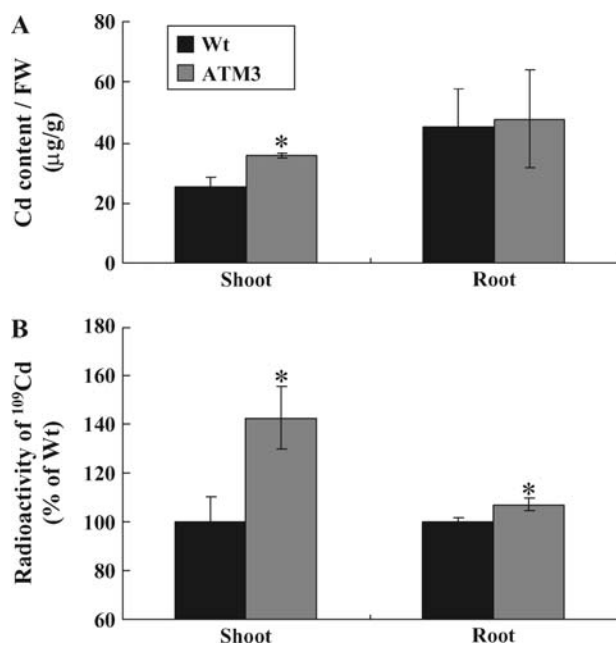 A
Cd content / FW
(µg/g)
80
60
40
20
0
Wt
ATM3
*
Shoot
Root
B
Radioactivity of ¹⁰⁹Cd
(% of Wt)
180
160
140
120
100
80
60
*
*
Shoot
Root